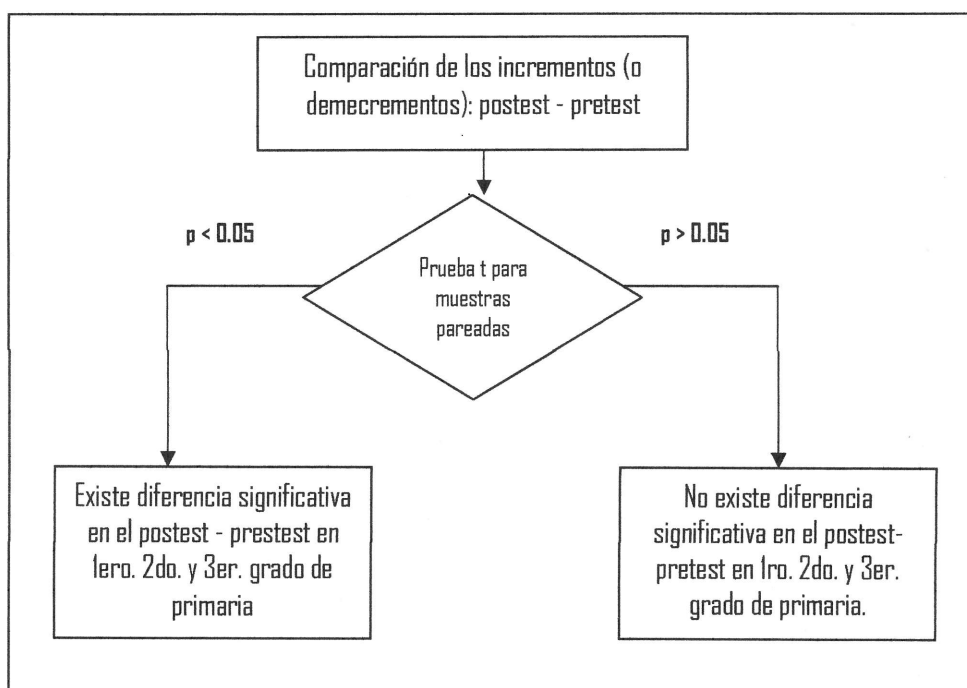 Comparación de los incrementos (o
demecrementos): postest - pretest
p < 0.05
p > 0.05
Prueba t para
muestras
pareadas
Existe diferencia significativa
en el postest - prestest en
1ero. 2do. y 3er. grado de
primaria
No existe diferencia
significativa en el postest-
pretest en 1ro. 2do. y 3er.
grado de primaria.